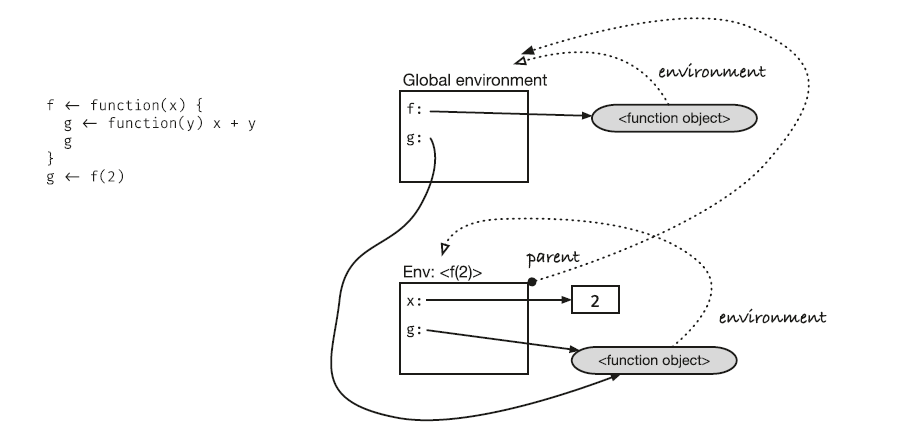 f ← function(x) {
  g ← function(y) x + y
  g
}
g ← f(2)
environment
Global environment
f:
<function object>
g:
parent
Env: <f(2)>
x:
2
environment
g:
<function object>